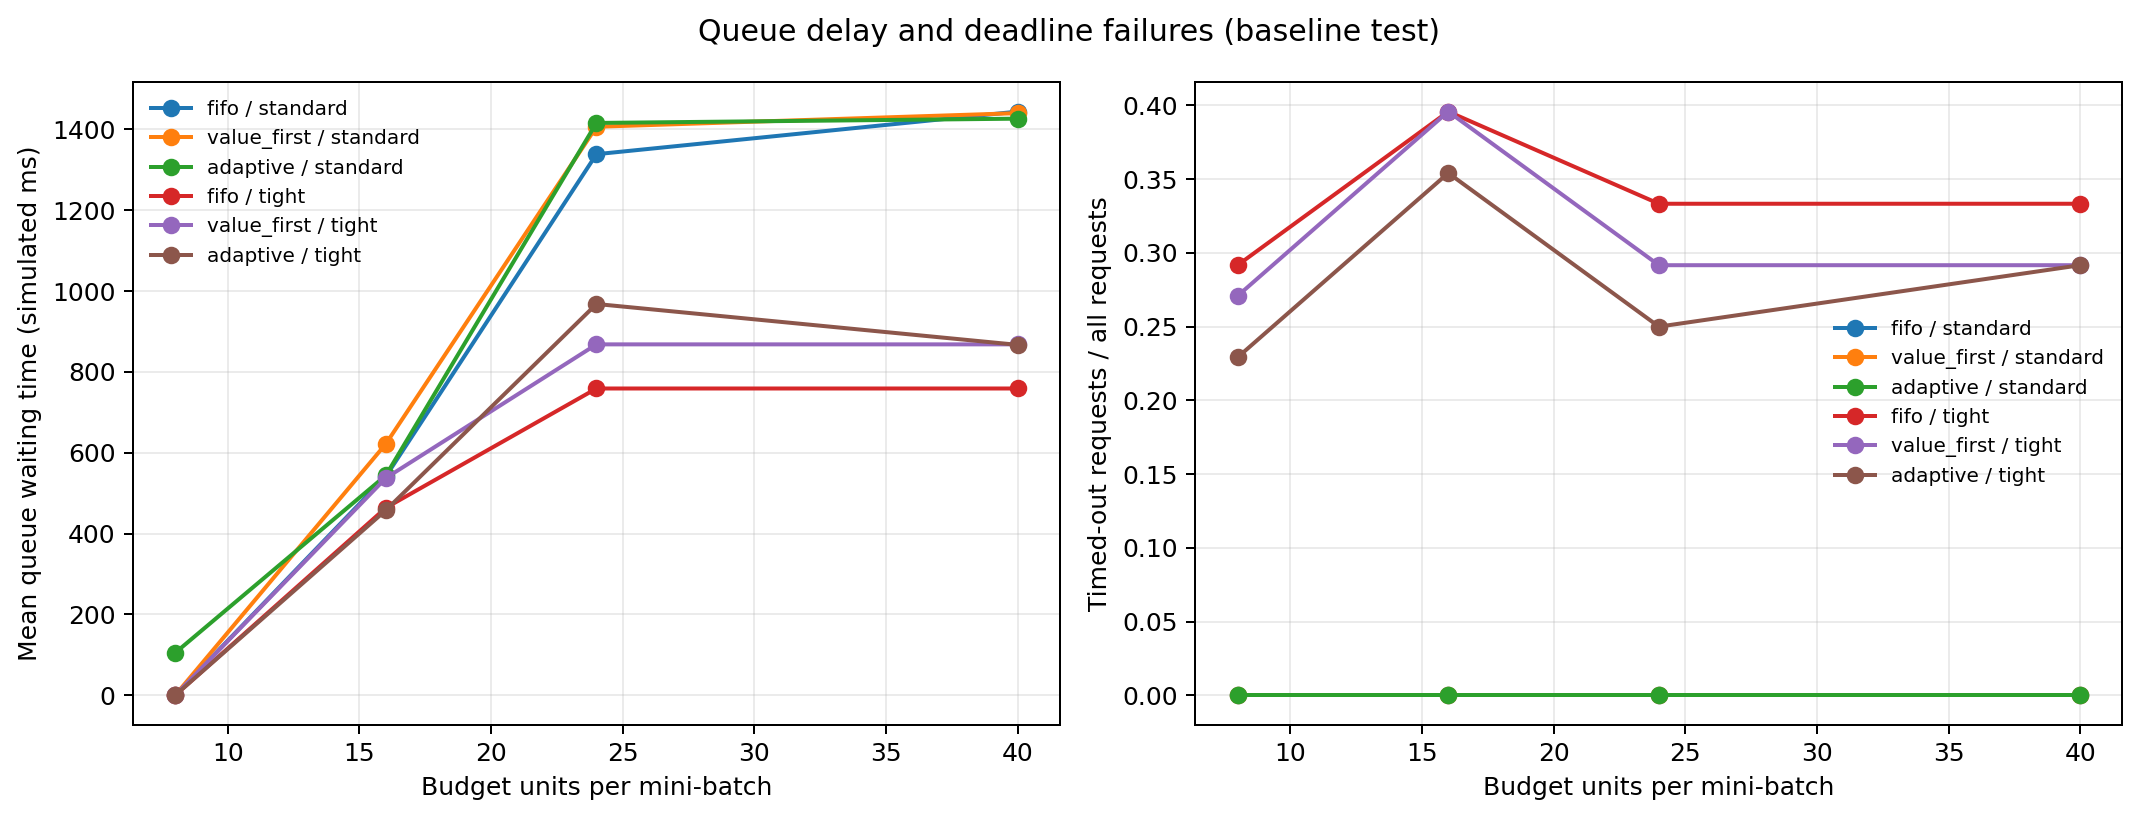 Queue delay and deadline failures (baseline test)
Mean queue waiting time (simulated ms)
1400
1200
1000
800
600
400
200
0
fifo / standard
value_first / standard
adaptive / standard
fifo / tight
value_first / tight
adaptive / tight
10 15 20 25 30 35 40
Budget units per mini-batch
Timed-out requests / all requests
0.40
0.35
0.30
0.25
0.20
0.15
0.10
0.05
0.00
fifo / standard
value_first / standard
adaptive / standard
fifo / tight
value_first / tight
adaptive / tight
10 15 20 25 30 35 40
Budget units per mini-batch